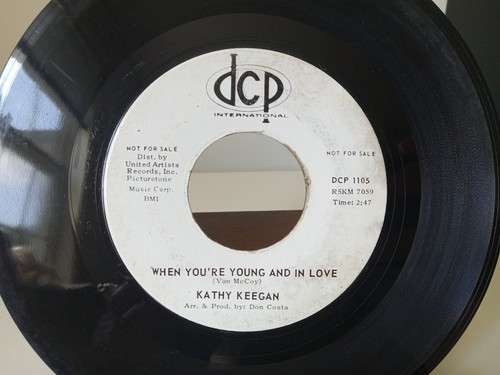 dcp
INTERNATIONAL
NOT FOR SALE
Dist. by
United Artists
Records, Inc.
Picturetone
Music Corp.
BMI
NOT FOR SALE
DCP 1105
R5KM 7059
Time: 2:47
WHEN YOU'RE YOUNG AND IN LOVE
(Van McCoy)
KATHY KEEGAN
Arr. & Prod. by: Don Costa